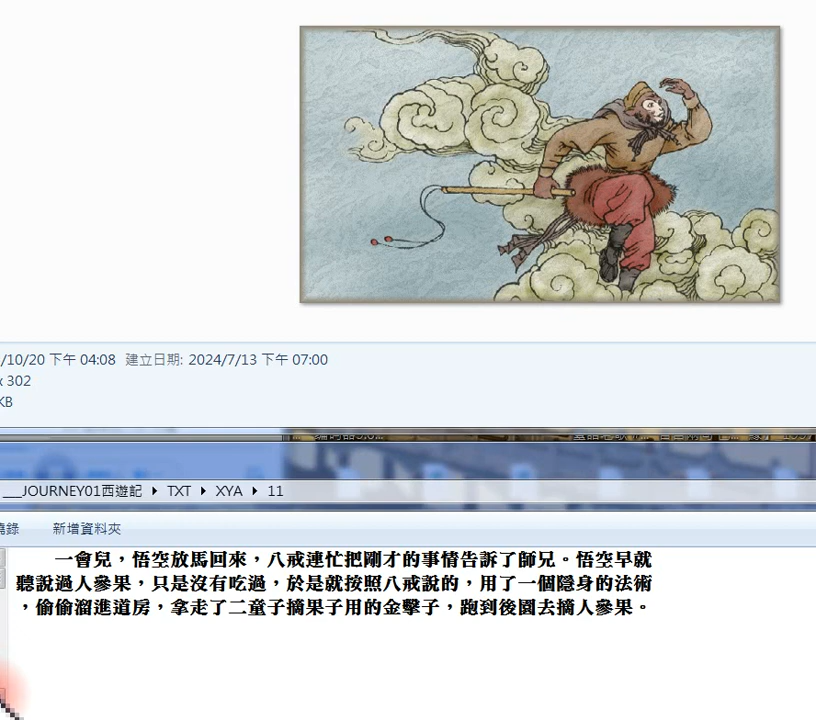 /10/20 下午 04:08 建立日期: 2024/7/13 下午 07:00
x 302
KB
___JOURNEY01西遊記 ▸ TXT ▸ XYA ▸ 11
燒錄 新增資料夾
一會兒，悟空放馬回來，八戒連忙把剛才的事情告訴了師兄。悟空早就
聽說過人參果，只是沒有吃過，於是就按照八戒說的，用了一個隱身的法術
，偷偷溜進道房，拿走了二童子摘果子用的金擊子，跑到後園去摘人參果。